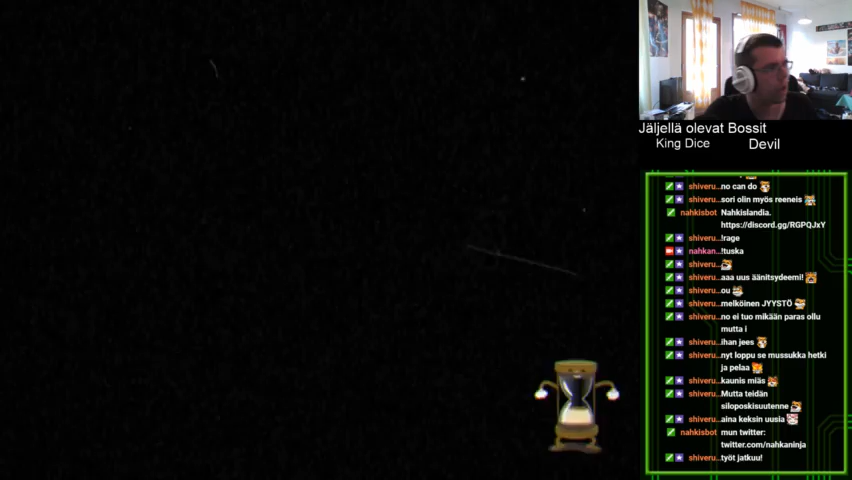 Jäljellä olevat Bossit
King Dice Devil
shiveru...no can do
shiveru...sori olin myös reeneis
nahkisbot Nahkislandia.
https://discord.gg/RGPQJxY
shiveru...!rage
nahkan...!tuska
shiveru...
shiveru...aaa uus äänitsydeemi!
shiveru...ou
shiveru...melköinen JYYSTÖ
shiveru...no ei tuo mikään paras ollu
mutta i
shiveru...ihan jees
shiveru...nyt loppu se mussukka hetki
ja pelaa
shiveru...kaunis miäs
shiveru...Mutta teidän
siloposkisuutenne
shiveru...aina keksin uusia
nahkisbot mun twitter:
twitter.com/nahkaninja
shiveru...työt jatkuu!